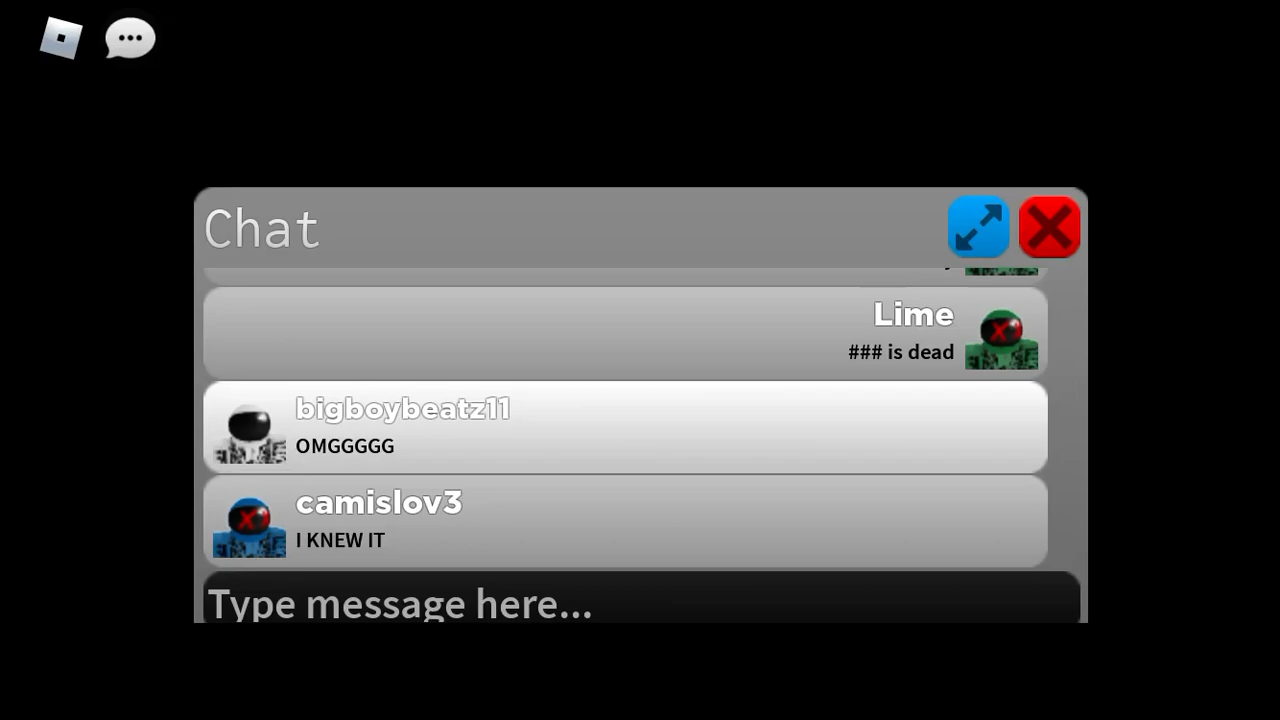 Chat
Lime
### is dead
bigboybeatz11
OMGGGGG
camislov3
I KNEW IT
Type message here...